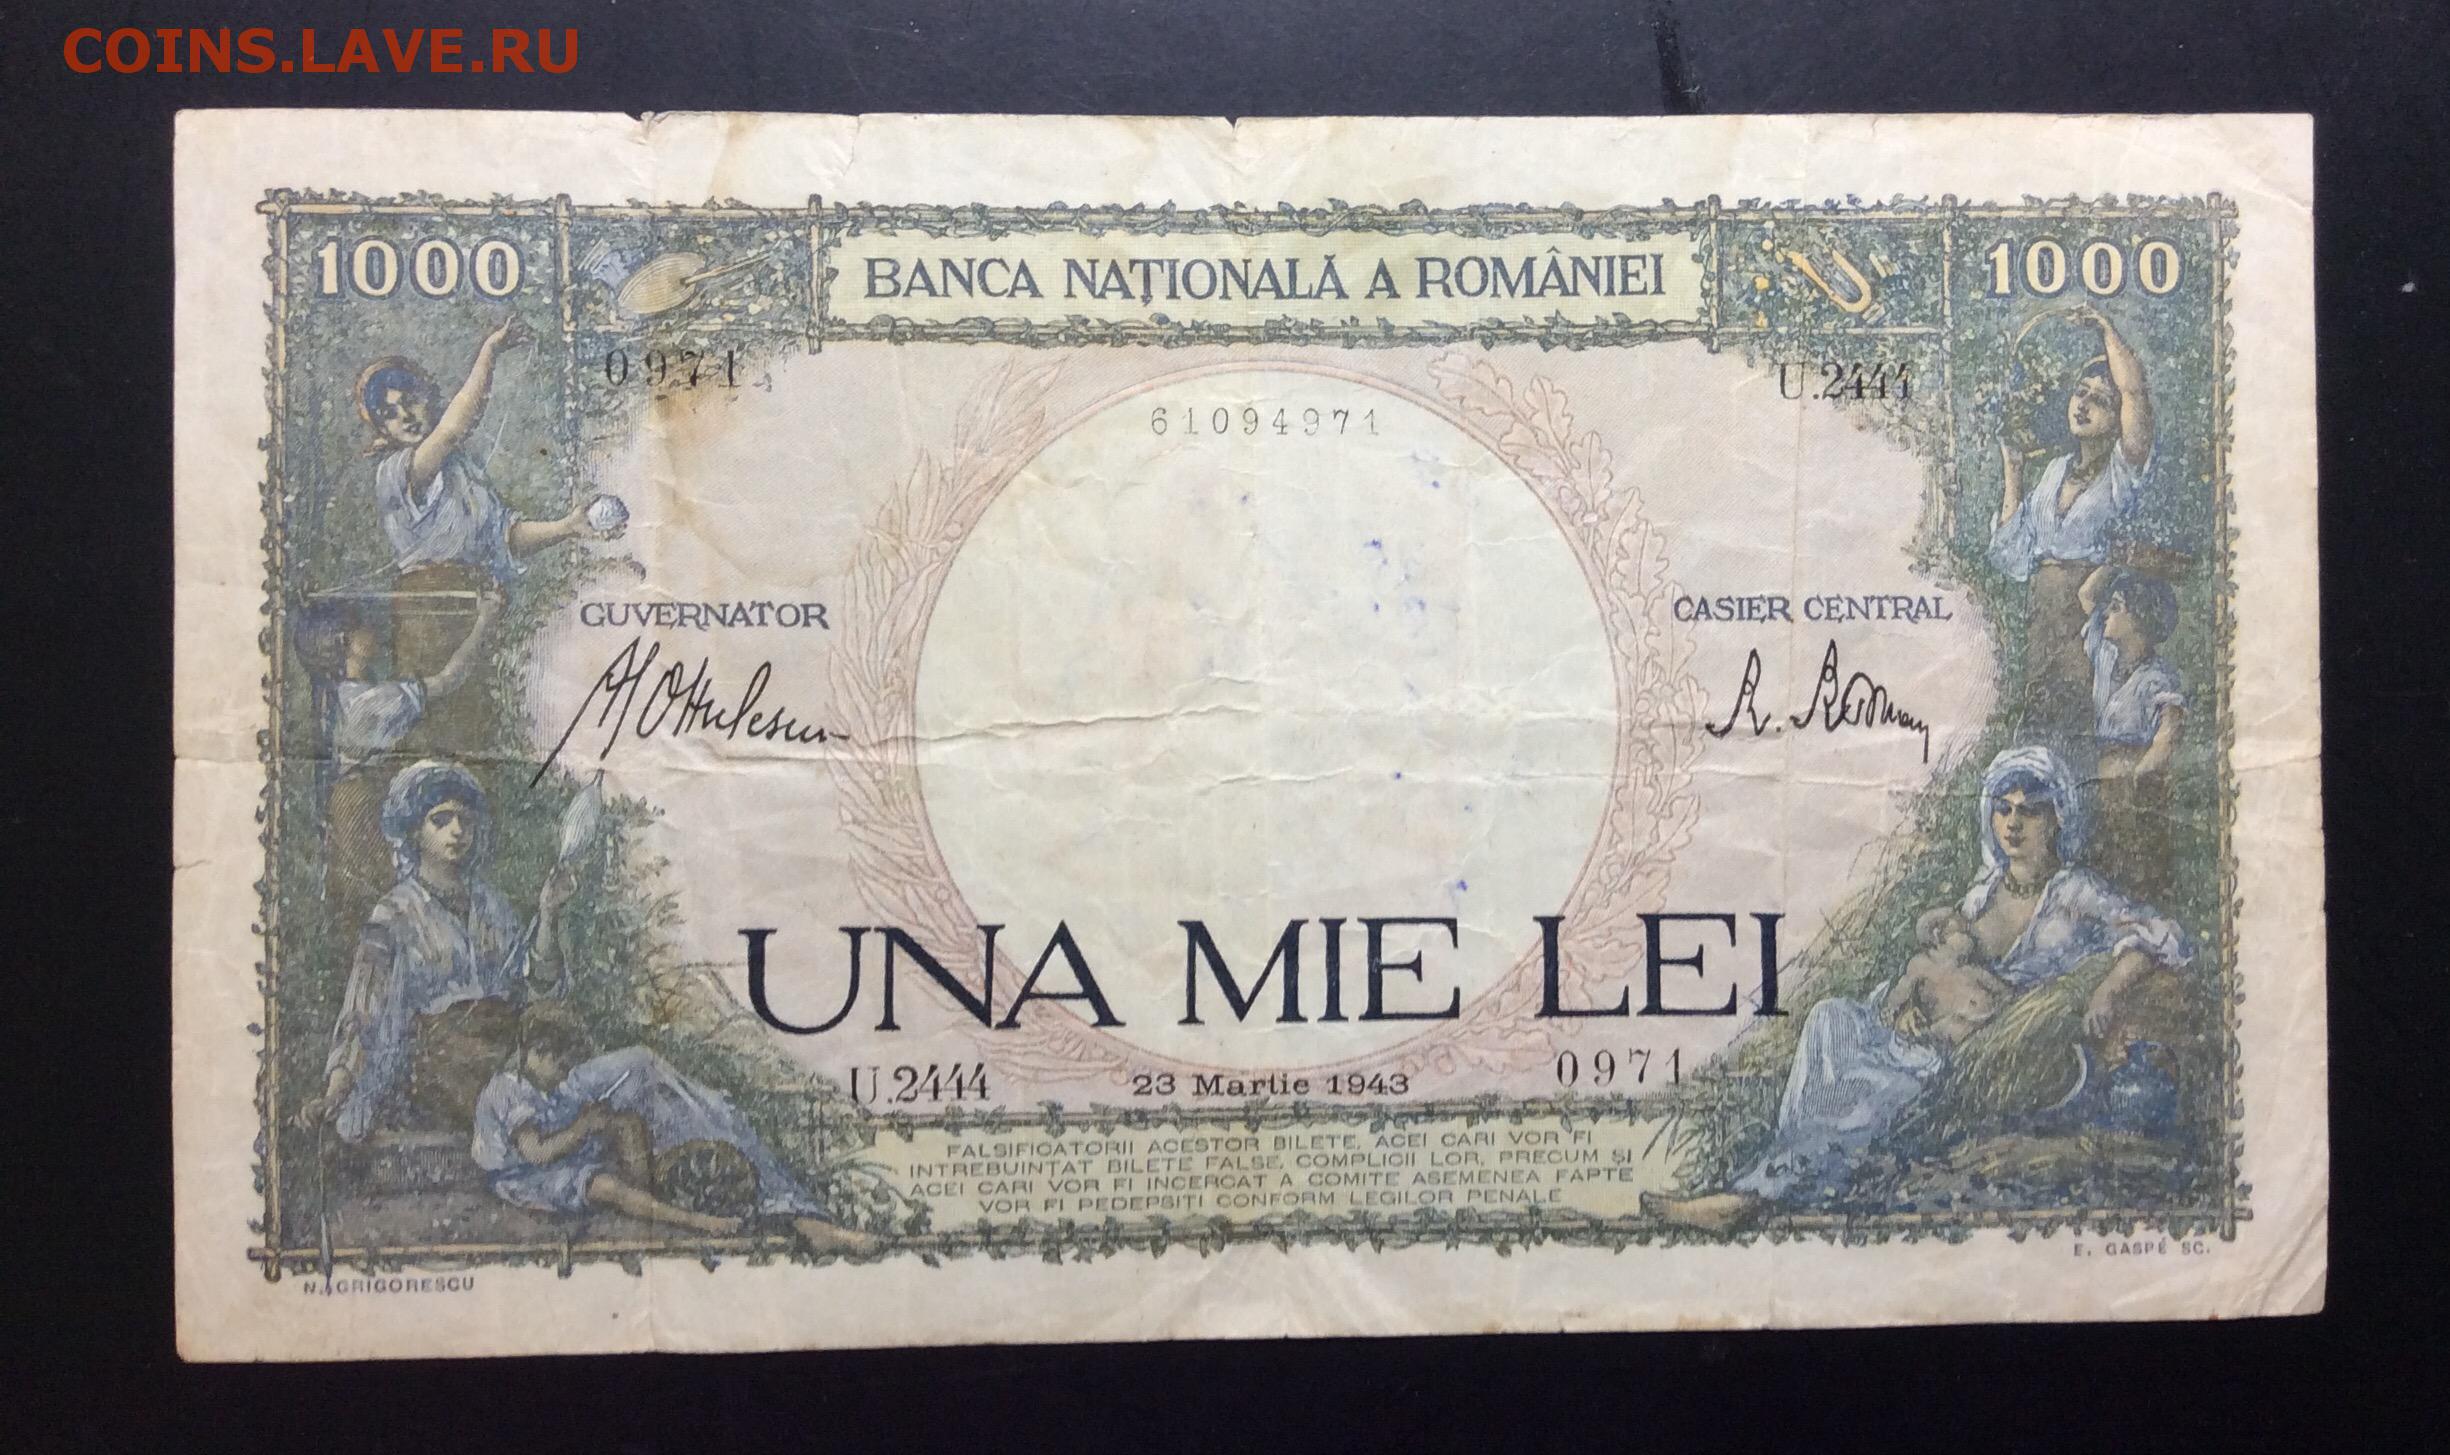 COINS.LAVE.RU
1000
BANCA NAȚIONALĂ A ROMÂNIEI
1000
0971
U.2444
61094971
GUVERNATOR
CASIER CENTRAL
UNA MIE LEI
U.2444
23 Martie 1943
0971
FALSIFICATORII ACESTOR BILETE, ACEI CARI VOR FI
INTREBUINȚAT BILETE FALSE, COMPLICII LOR, PRECUM ȘI
ACEI CARI VOR FI INCERCAT A COMITE ASEMENEA FAPTE
VOR FI PEDEPSIȚI CONFORM LEGILOR PENALE
N. GRIGORESCU
E. GASPÉ SC.